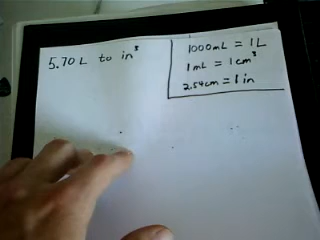 5.70 L to in³
1000mL = 1L
1mL = 1cm³
2.54cm = 1in